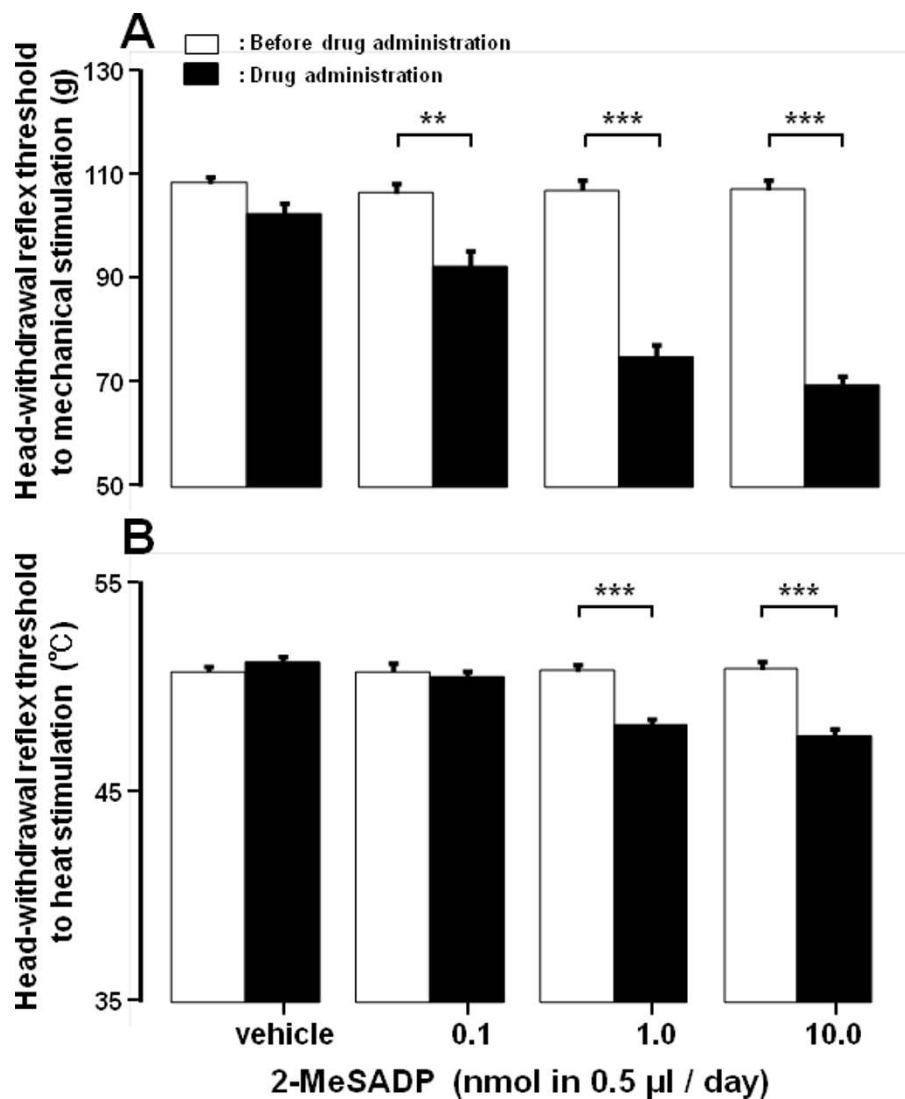 A
: Before drug administration
: Drug administration
Head-withdrawal reflex threshold
to mechanical stimulation (g)
130
110
90
70
50
**
***
***
B
Head-withdrawal reflex threshold
to heat stimulation (℃)
55
45
35
***
***
vehicle 0.1 1.0 10.0
2-MeSADP (nmol in 0.5 µl / day)